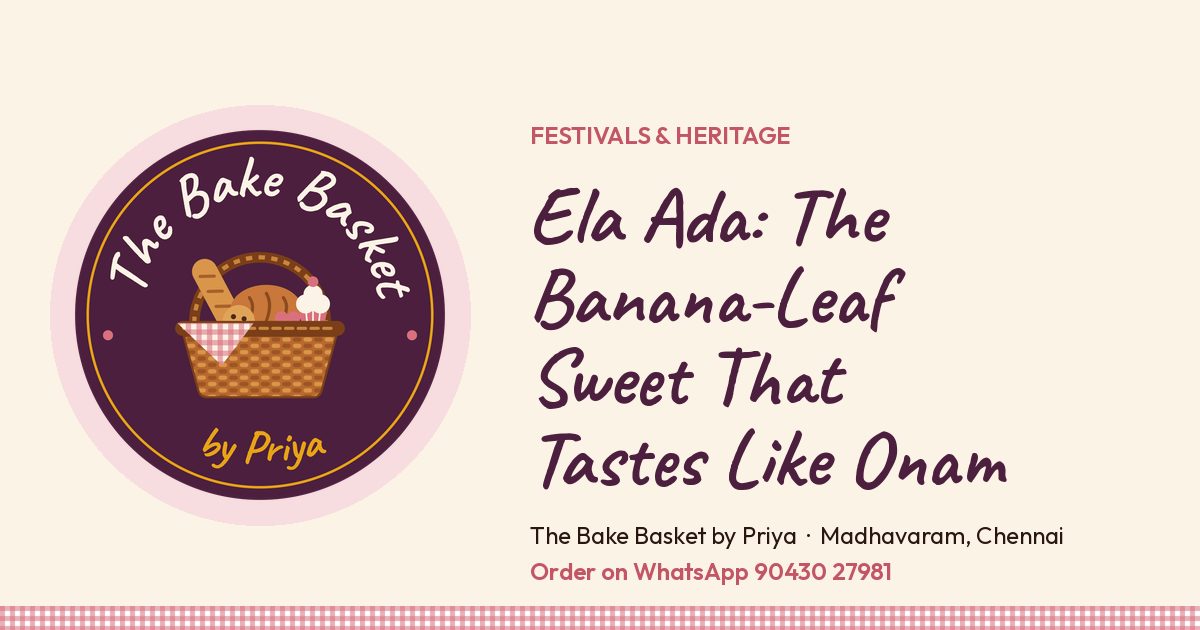 The Bake Basket
by Priya
FESTIVALS & HERITAGE
Ela Ada: The
Banana-Leaf
Sweet That
Tastes Like Onam
The Bake Basket by Priya · Madhavaram, Chennai
Order on WhatsApp 90430 27981